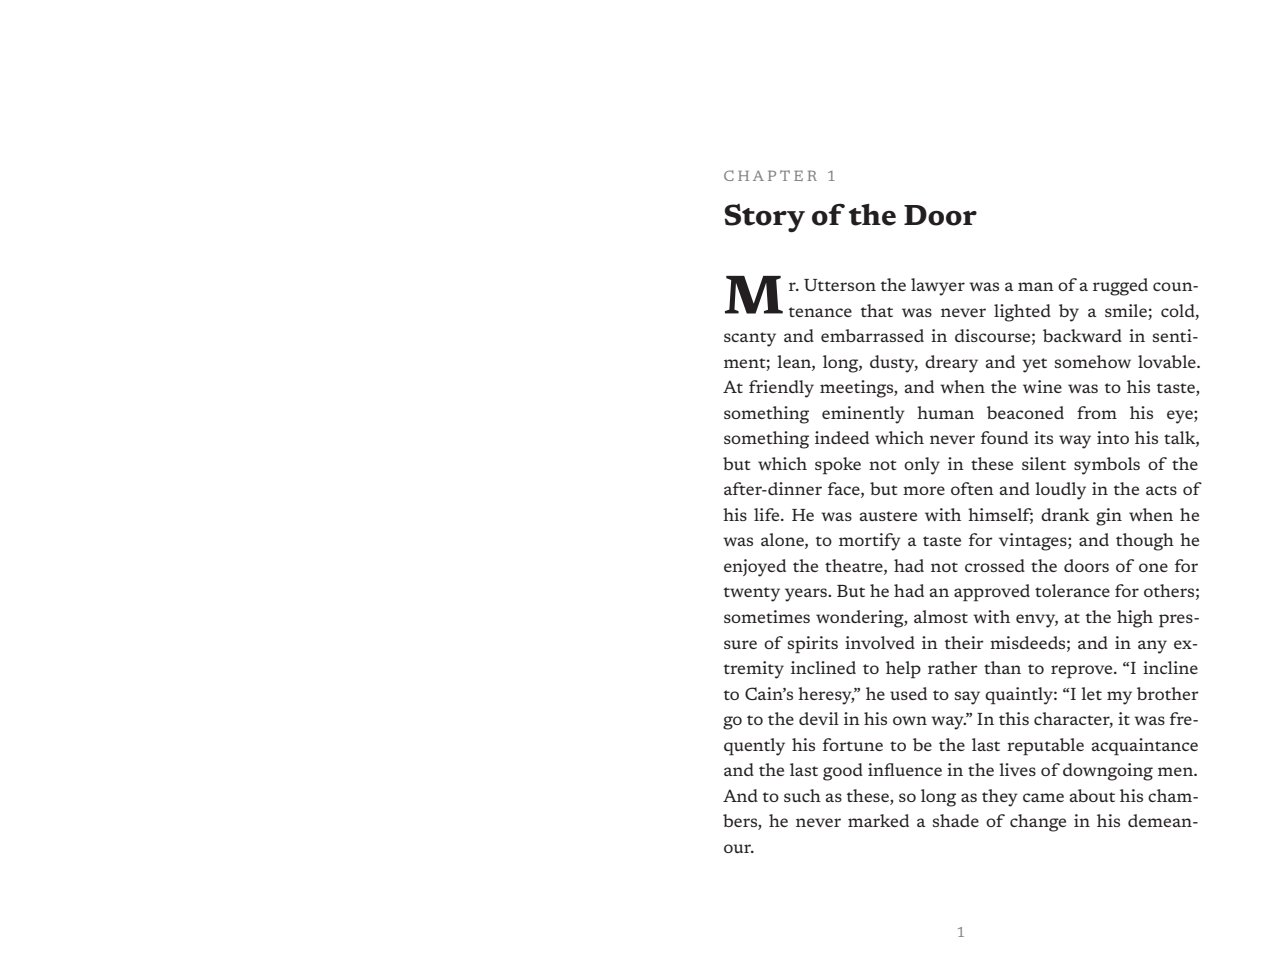 CHAPTER 1
Story of the Door
Mr. Utterson the lawyer was a man of a rugged coun-
tenance that was never lighted by a smile; cold,
scanty and embarrassed in discourse; backward in senti-
ment; lean, long, dusty, dreary and yet somehow lovable.
At friendly meetings, and when the wine was to his taste,
something eminently human beaconed from his eye;
something indeed which never found its way into his talk,
but which spoke not only in these silent symbols of the
after-dinner face, but more often and loudly in the acts of
his life. He was austere with himself; drank gin when he
was alone, to mortify a taste for vintages; and though he
enjoyed the theatre, had not crossed the doors of one for
twenty years. But he had an approved tolerance for others;
sometimes wondering, almost with envy, at the high pres-
sure of spirits involved in their misdeeds; and in any ex-
tremity inclined to help rather than to reprove. “I incline
to Cain’s heresy,” he used to say quaintly: “I let my brother
go to the devil in his own way.” In this character, it was fre-
quently his fortune to be the last reputable acquaintance
and the last good influence in the lives of downgoing men.
And to such as these, so long as they came about his cham-
bers, he never marked a shade of change in his demean-
our.
1